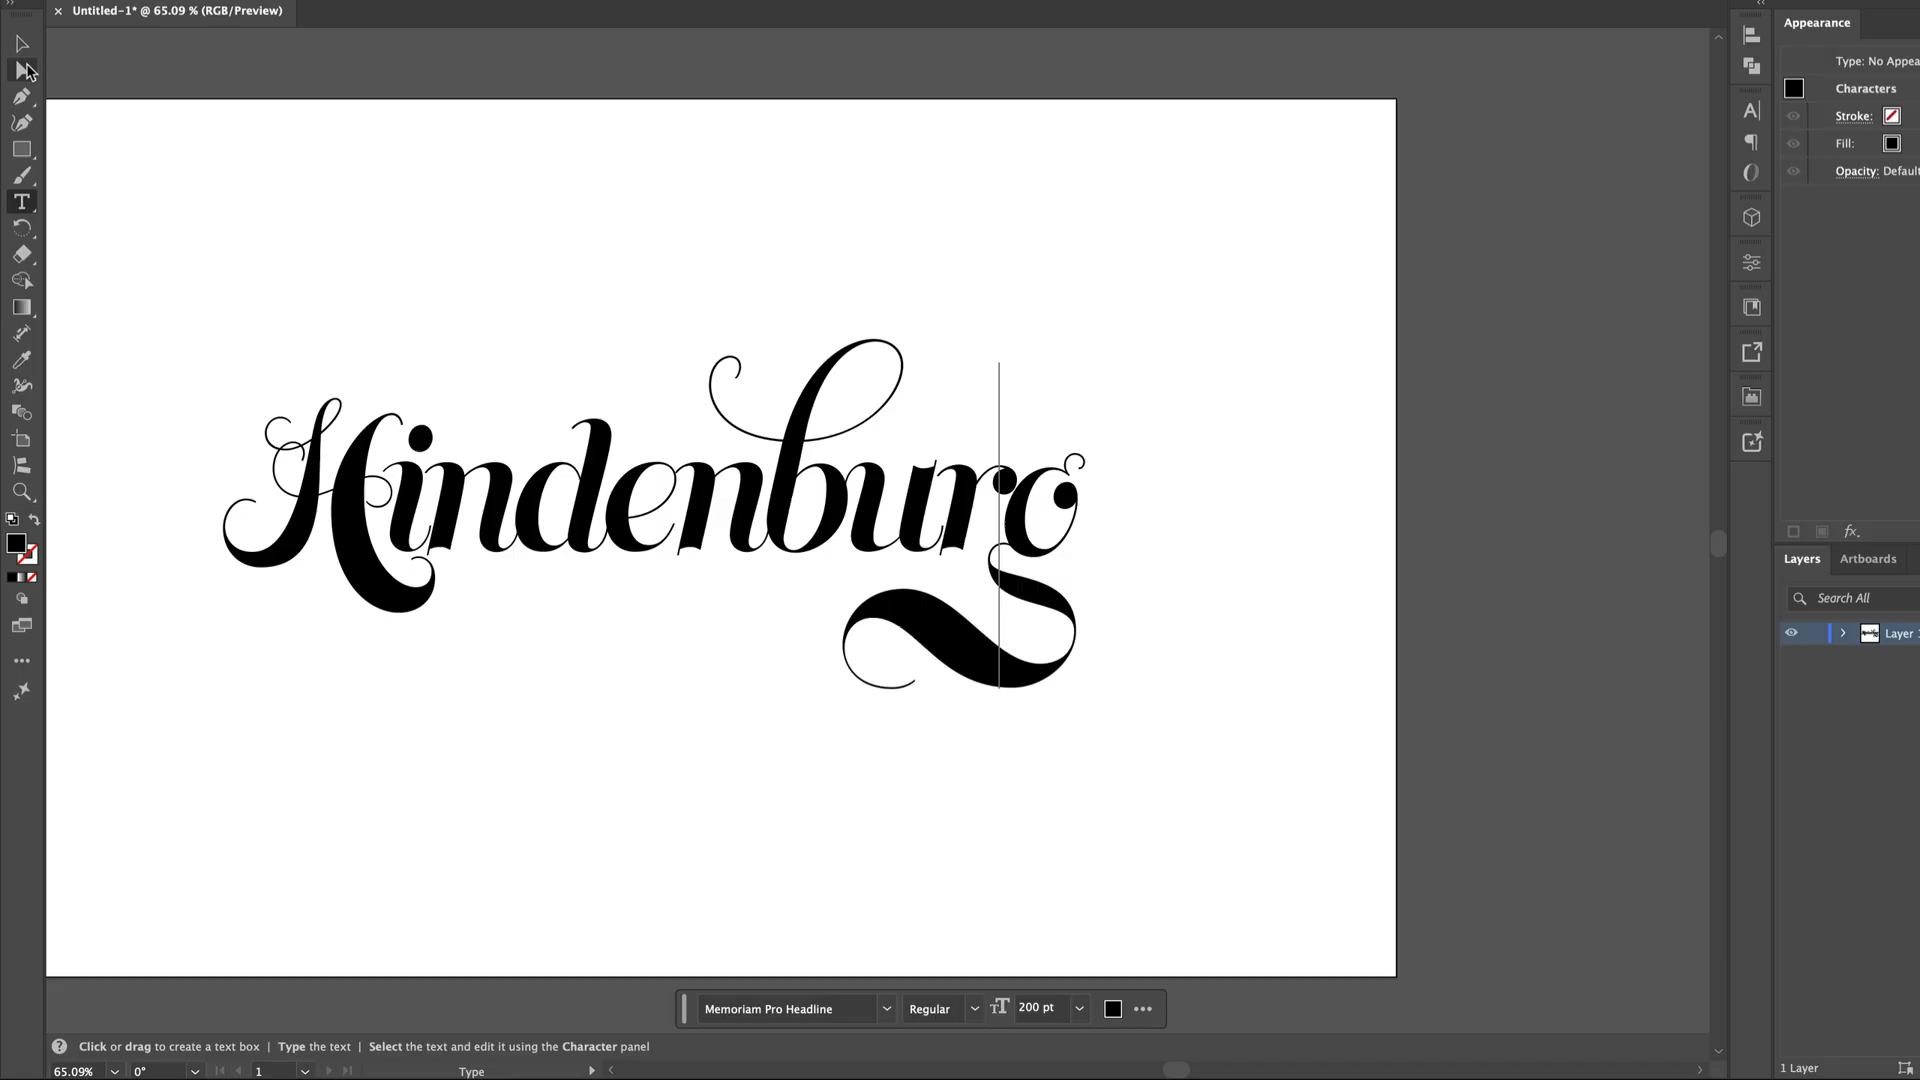 Untitled-1* @ 65.09 % (RGB/Preview)
Appearance
Type: No Appea
Characters
Stroke:
Fill:
Opacity: Default
fx.
Layers Artboards
Search All
Layer 1
Hindenburg
Memoriam Pro Headline Regular 200 pt
Click or drag to create a text box | Type the text | Select the text and edit it using the Character panel
65.09% 0° 1 Type
1 Layer